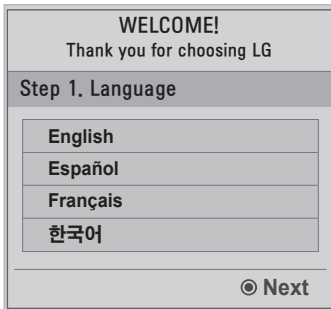 WELCOME!
Thank you for choosing LG
Step 1. Language
English
Español
Français
한국어
◉ Next